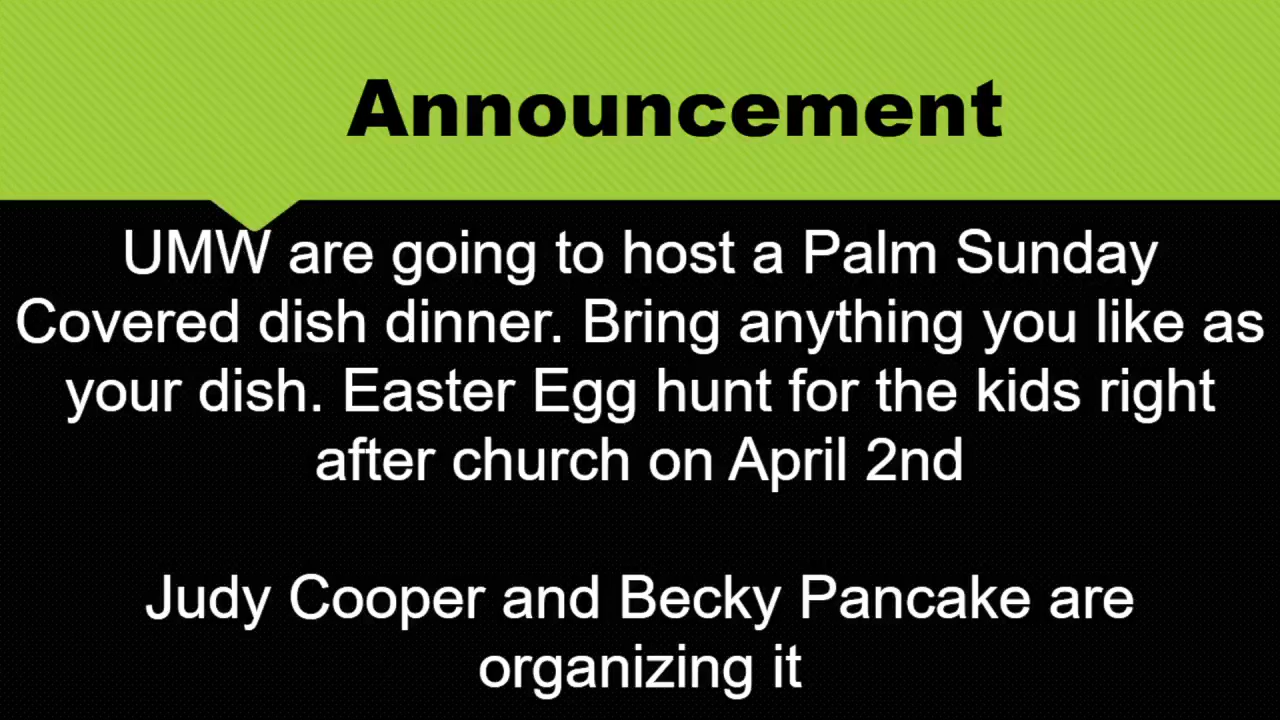 Announcement
UMW are going to host a Palm Sunday
Covered dish dinner. Bring anything you like as
your dish. Easter Egg hunt for the kids right
after church on April 2nd
Judy Cooper and Becky Pancake are
organizing it